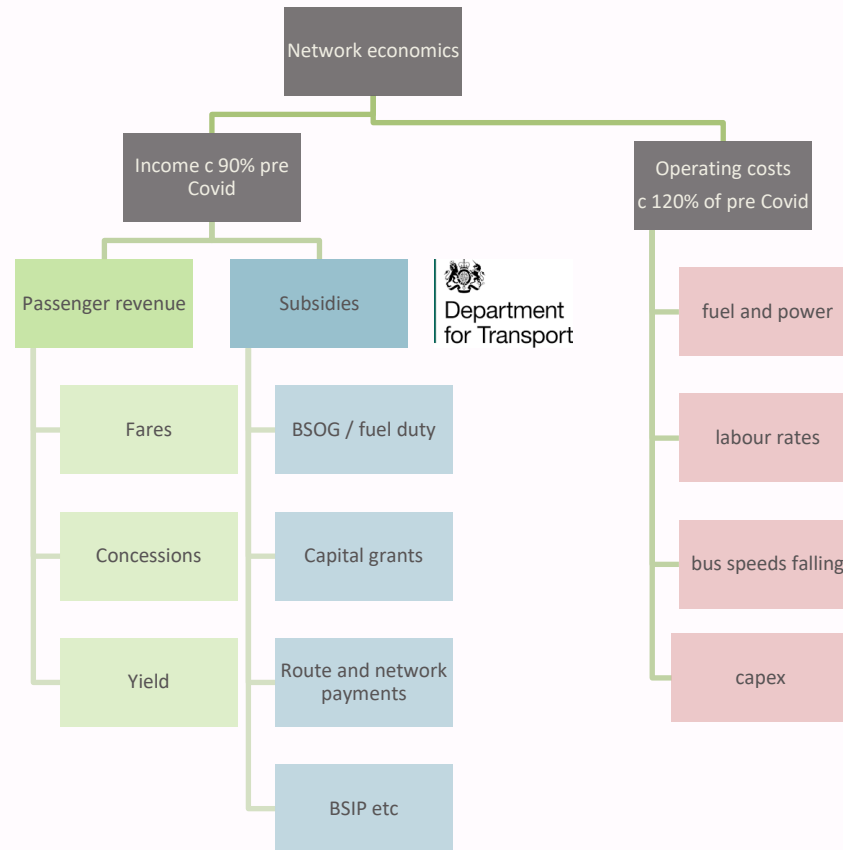 Network economics
Income c 90% pre
Covid
Operating costs
c 120% of pre Covid
Passenger revenue
Subsidies
Department
for Transport
fuel and power
Fares
BSOG / fuel duty
labour rates
Concessions
Capital grants
bus speeds falling
Yield
Route and network
payments
capex
BSIP etc